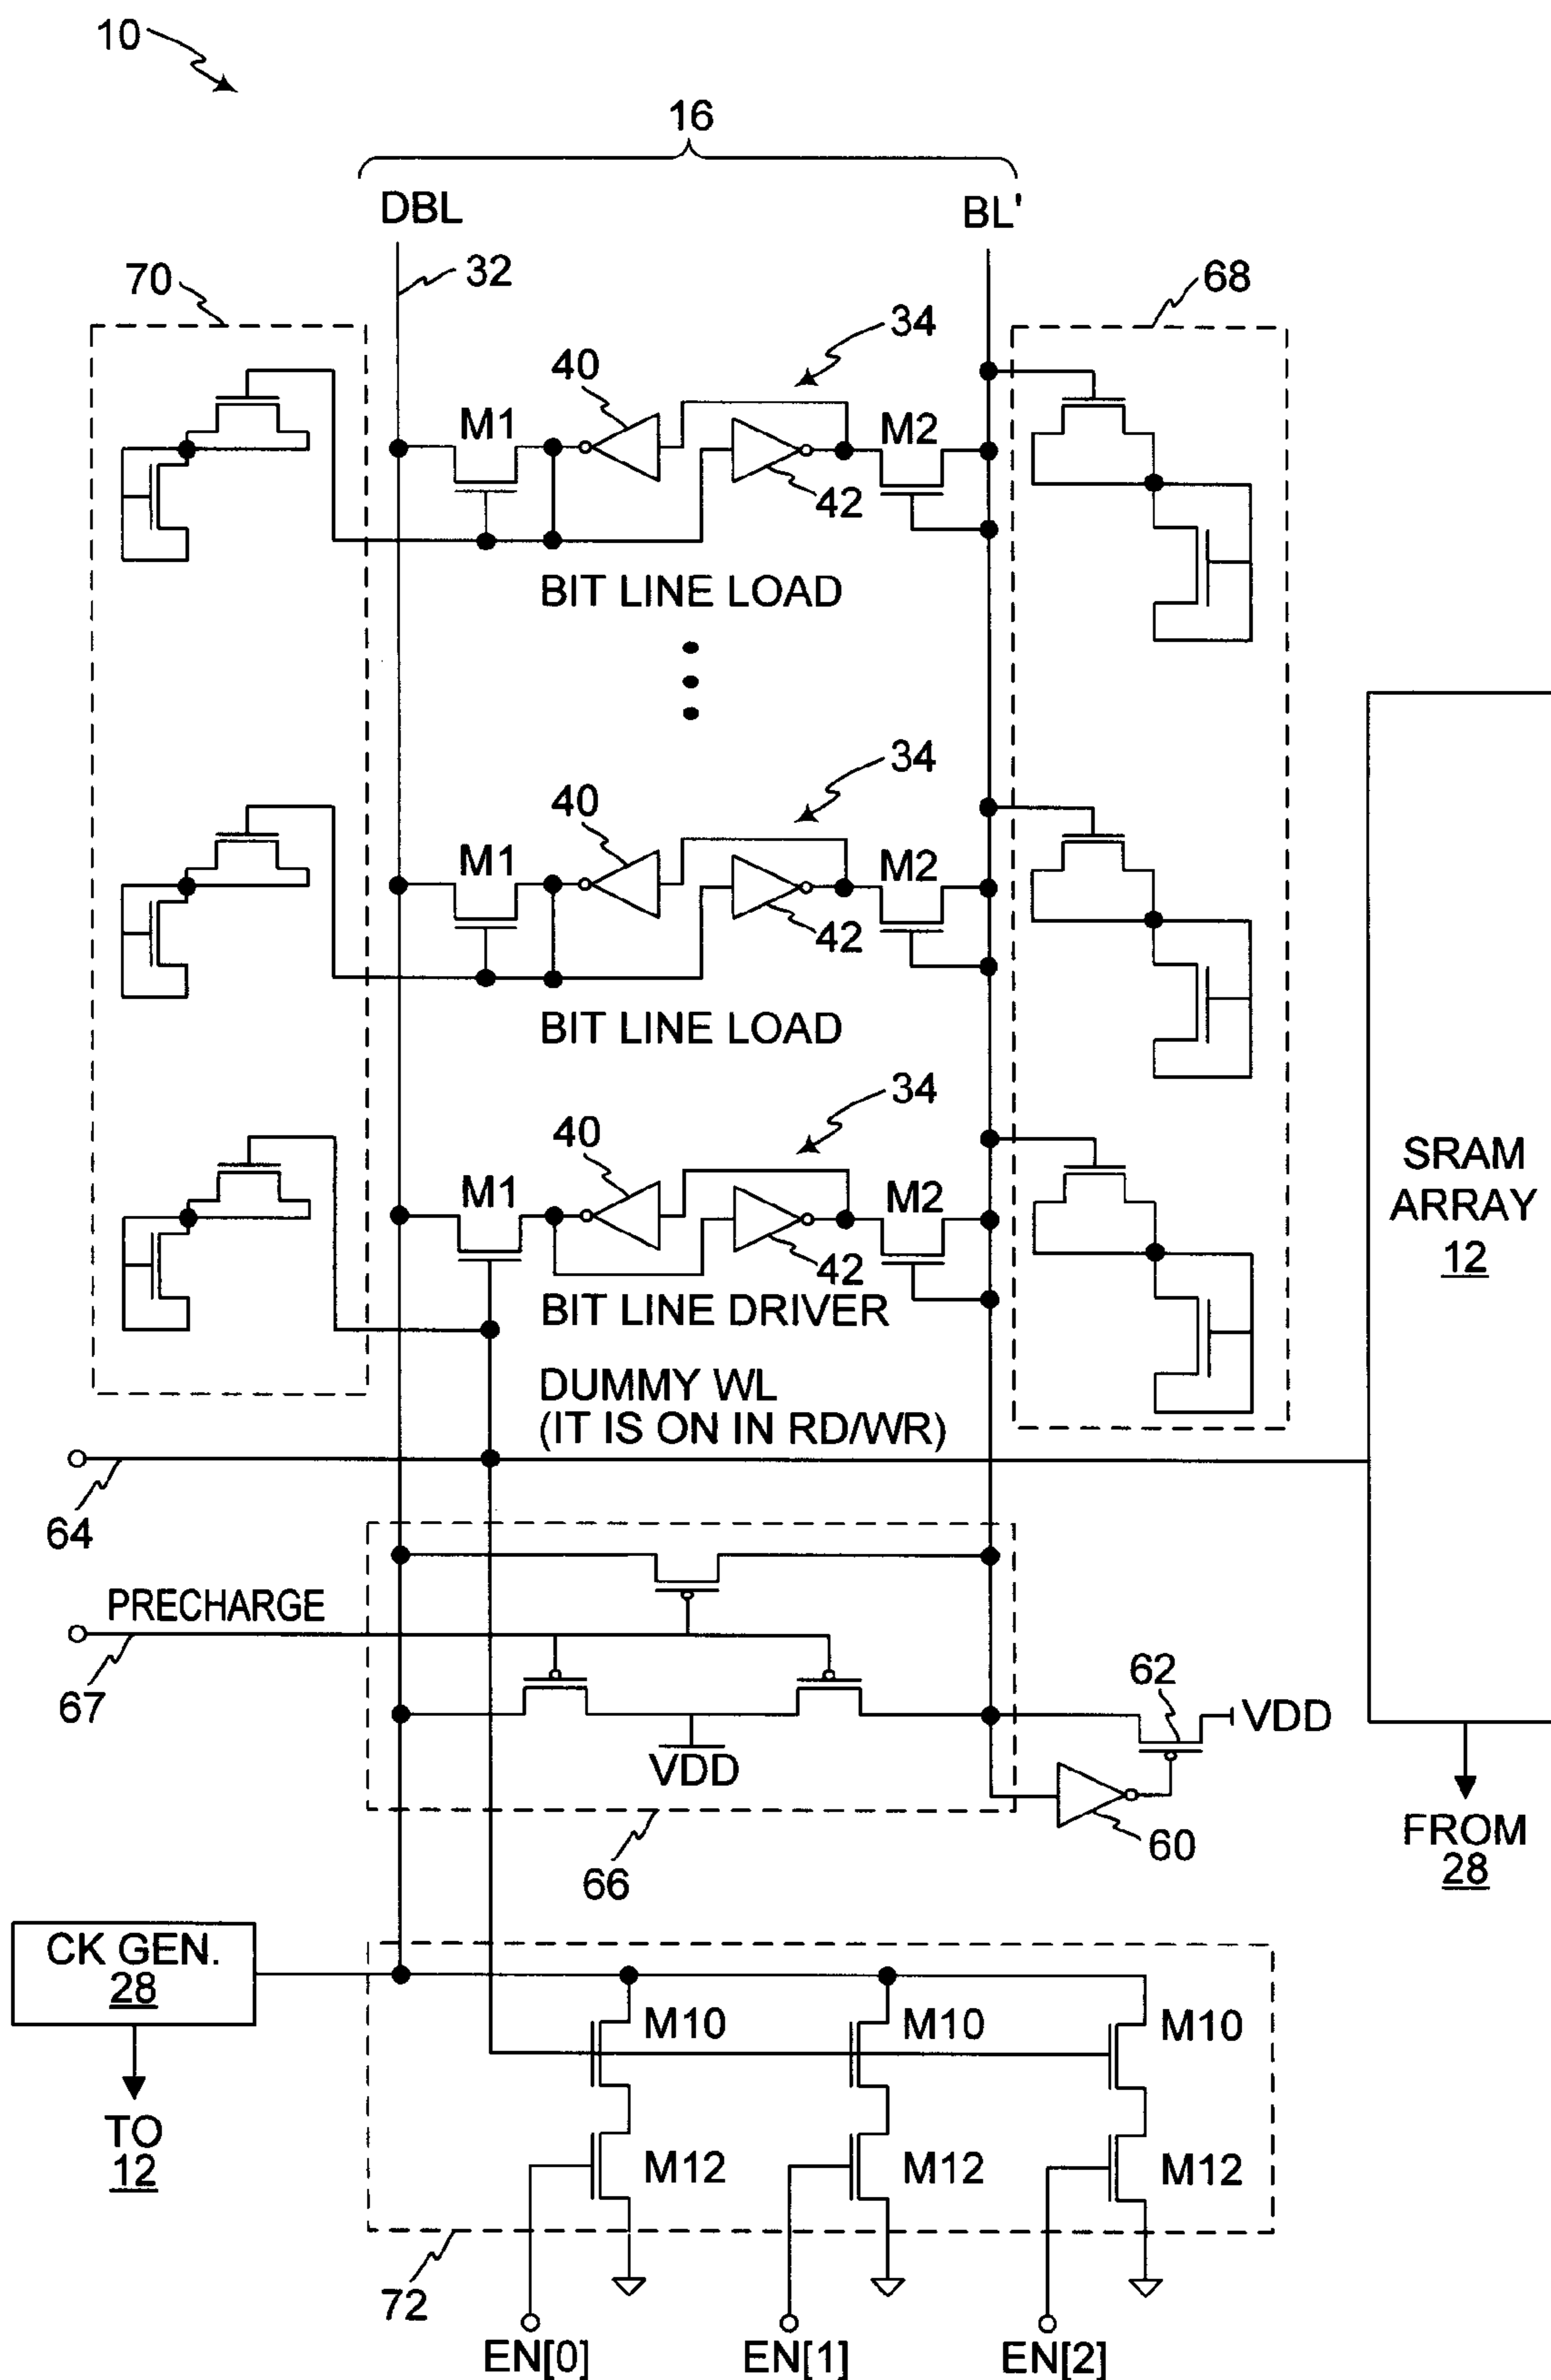 10
16
DBL
BL'
32
70
68
34
40
M1
M2
42
BIT LINE LOAD
34
40
M1
M2
42
BIT LINE LOAD
34
40
M1
M2
42
BIT LINE DRIVER
SRAM
ARRAY
12
DUMMY WL
(IT IS ON IN RD/WR)
64
PRECHARGE
67
62
VDD
VDD
60
66
FROM
28
CK GEN.
28
TO
12
M10
M10
M10
M12
M12
M12
72
EN[0]
EN[1]
EN[2]